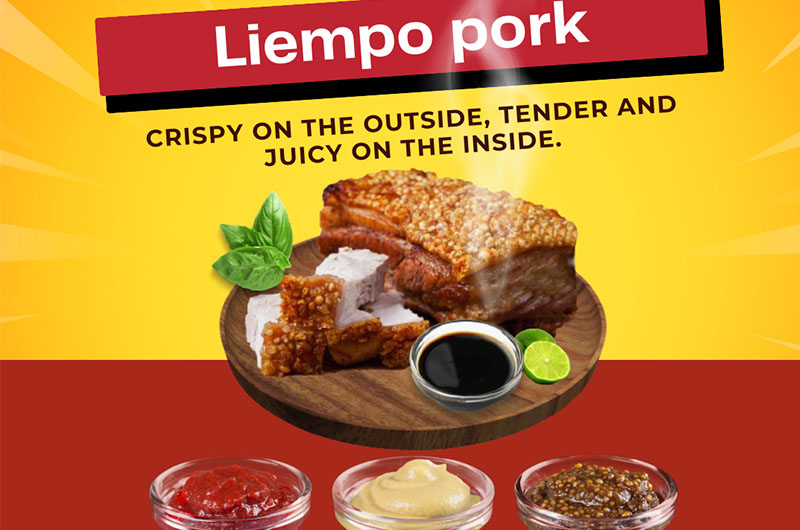 Liempo pork
CRISPY ON THE OUTSIDE, TENDER AND
JUICY ON THE INSIDE.